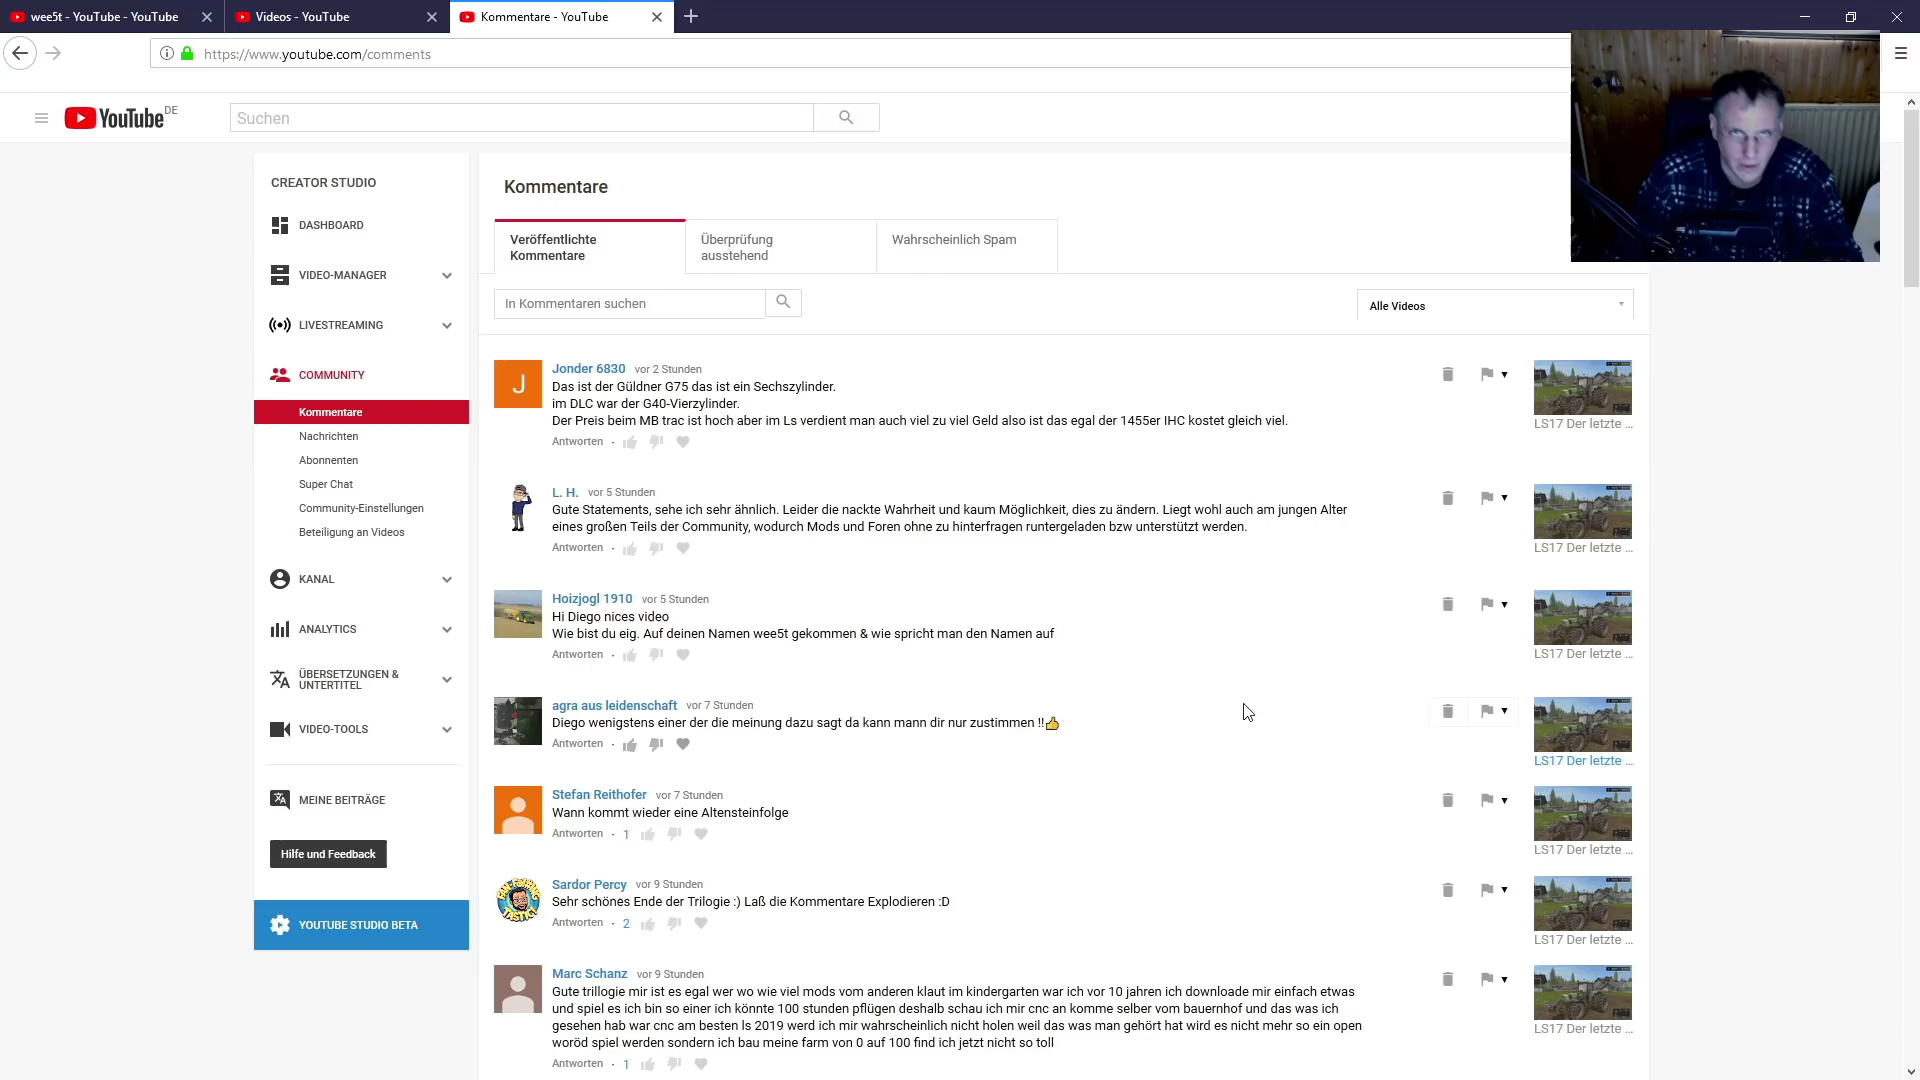 wee5t - YouTube - YouTube
Videos - YouTube
Kommentare - YouTube
https://www.youtube.com/comments
YouTube DE
Suchen
CREATOR STUDIO
DASHBOARD
VIDEO-MANAGER
LIVESTREAMING
COMMUNITY
Kommentare
Nachrichten
Abonnenten
Super Chat
Community-Einstellungen
Beteiligung an Videos
KANAL
ANALYTICS
ÜBERSETZUNGEN &
UNTERTITEL
VIDEO-TOOLS
MEINE BEITRÄGE
Hilfe und Feedback
YOUTUBE STUDIO BETA
Kommentare
Veröffentlichte
Kommentare
Überprüfung
ausstehend
Wahrscheinlich Spam
In Kommentaren suchen
Alle Videos
J
Jonder 6830 vor 2 Stunden
Das ist der Güldner G75 das ist ein Sechszylinder.
im DLC war der G40-Vierzylinder.
Der Preis beim MB trac ist hoch aber im Ls verdient man auch viel zu viel Geld also ist das egal der 1455er IHC kostet gleich viel.
Antworten ·
LS17 Der letzte ...
L. H. vor 5 Stunden
Gute Statements, sehe ich sehr ähnlich. Leider die nackte Wahrheit und kaum Möglichkeit, dies zu ändern. Liegt wohl auch am jungen Alter
eines großen Teils der Community, wodurch Mods und Foren ohne zu hinterfragen runtergeladen bzw unterstützt werden.
Antworten ·
LS17 Der letzte ...
Hoizjogl 1910 vor 5 Stunden
Hi Diego nices video
Wie bist du eig. Auf deinen Namen wee5t gekommen & wie spricht man den Namen auf
Antworten ·
LS17 Der letzte ...
agra aus leidenschaft vor 7 Stunden
Diego wenigstens einer der die meinung dazu sagt da kann mann dir nur zustimmen !!👍
Antworten ·
LS17 Der letzte ...
Stefan Reithofer vor 7 Stunden
Wann kommt wieder eine Altensteinfolge
Antworten · 1
LS17 Der letzte ...
Sardor Percy vor 9 Stunden
Sehr schönes Ende der Trilogie :) Laß die Kommentare Explodieren :D
Antworten · 2
LS17 Der letzte ...
Marc Schanz vor 9 Stunden
Gute trillogie mir ist es egal wer wo wie viel mods vom anderen klaut im kindergarten war ich vor 10 jahren ich downloade mir einfach etwas
und spiel es ich bin so einer ich könnte 100 stunden pflügen deshalb schau ich mir cnc an komme selber vom bauernhof und das was ich
gesehen hab war cnc am besten ls 2019 werd ich mir wahrscheinlich nicht holen weil das was man gehört hat wird es nicht mehr so ein open
woröd spiel werden sondern ich bau meine farm von 0 auf 100 find ich jetzt nicht so toll
Antworten · 1
LS17 Der letzte ...